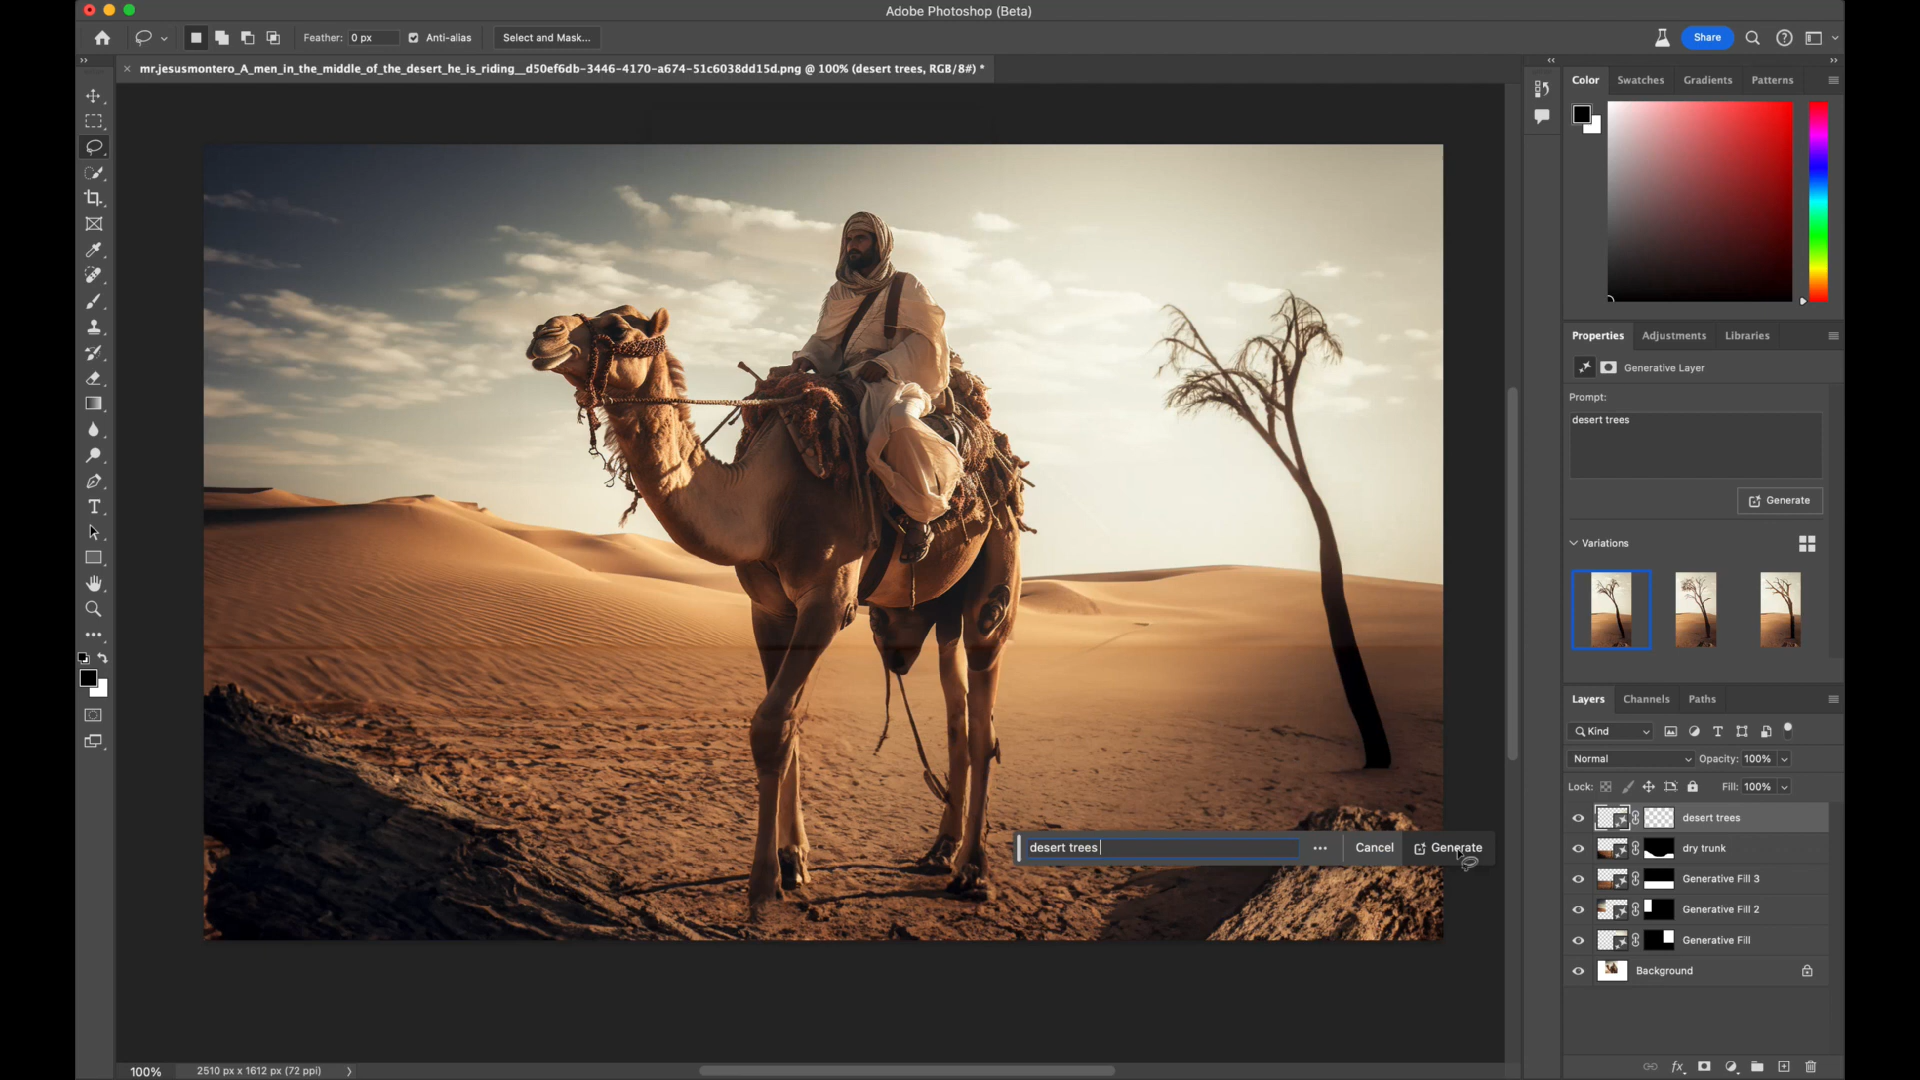 Adobe Photoshop (Beta)
Feather: 0 px Anti-alias Select and Mask... Share
mr.jesusmontero_A_men_in_the_middle_of_the_desert_he_is_riding__d50ef6db-3446-4170-a674-51c6038dd15d.png @ 100% (desert trees, RGB/8#) *
Color Swatches Gradients Patterns
Properties Adjustments Libraries
Generative Layer
Prompt:
desert trees
Generate
Variations
desert trees ... Cancel Generate
Layers Channels Paths
Kind
Normal Opacity: 100%
Lock: Fill: 100%
desert trees
dry trunk
Generative Fill 3
Generative Fill 2
Generative Fill
Background
fx
100% 2510 px x 1612 px (72 ppi)